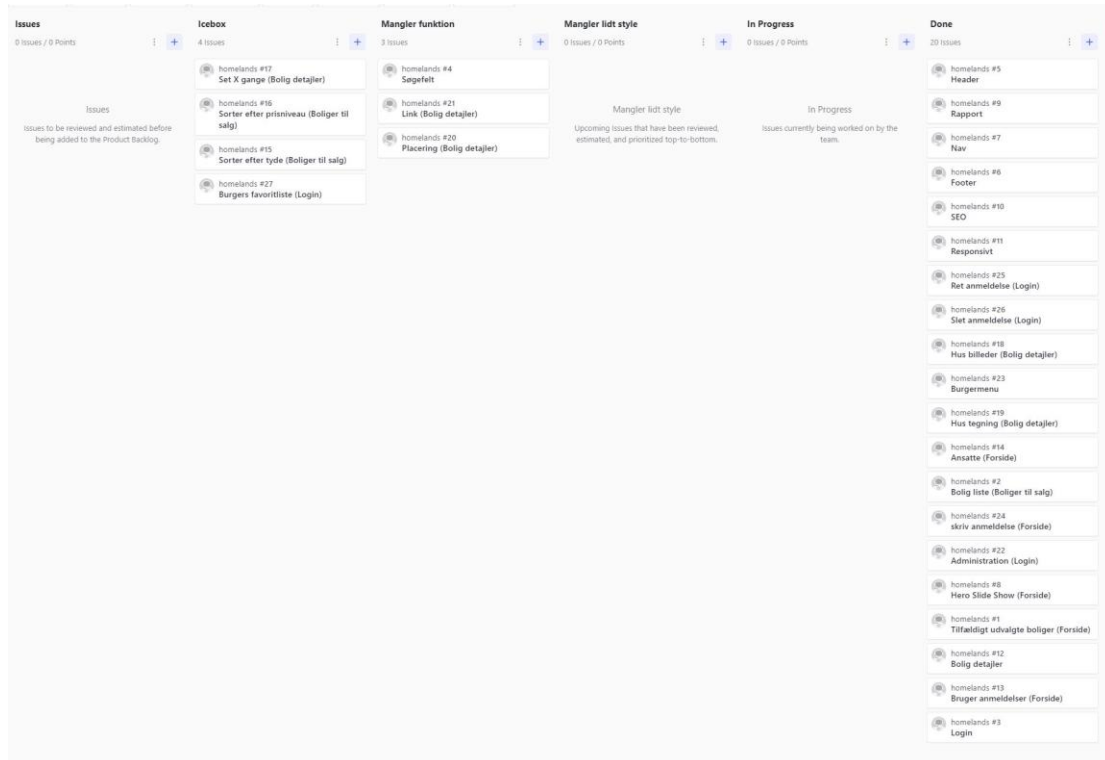 Issues
0 Issues / 0 Points
Issues
Issues to be reviewed and estimated before
being added to the Product Backlog.
Icebox
4 Issues
homelands #17
Set X gange (Bolig detajler)
homelands #16
Sorter efter prisniveau (Boliger til
salg)
homelands #15
Sorter efter tyde (Boliger til salg)
homelands #27
Burgers favoritliste (Login)
Mangler funktion
3 Issues
homelands #4
Søgefelt
homelands #21
Link (Bolig detajler)
homelands #20
Placering (Bolig detajler)
Mangler lidt style
0 Issues / 0 Points
Mangler lidt style
Upcoming Issues that have been reviewed,
estimated, and prioritized top-to-bottom.
In Progress
0 Issues / 0 Points
In Progress
Issues currently being worked on by the
team.
Done
20 Issues
homelands #5
Header
homelands #9
Rapport
homelands #7
Nav
homelands #6
Footer
homelands #10
SEO
homelands #11
Responsivt
homelands #25
Ret anmeldelse (Login)
homelands #26
Slet anmeldelse (Login)
homelands #18
Hus billeder (Bolig detajler)
homelands #23
Burgermenu
homelands #19
Hus tegning (Bolig detajler)
homelands #14
Ansatte (Forside)
homelands #2
Bolig liste (Boliger til salg)
homelands #24
skriv anmeldelse (Forside)
homelands #22
Administration (Login)
homelands #8
Hero Slide Show (Forside)
homelands #1
Tilfældigt udvalgte boliger (Forside)
homelands #12
Bolig detajler
homelands #13
Bruger anmeldelser (Forside)
homelands #3
Login